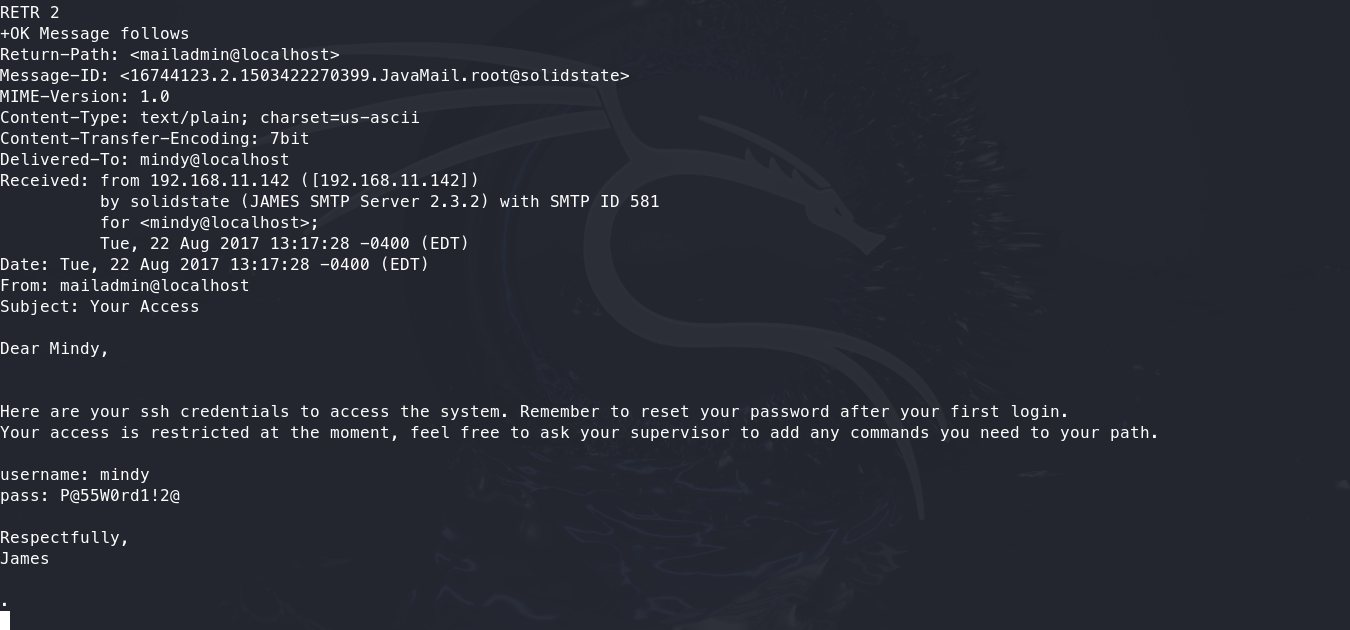 RETR 2
+OK Message follows
Return-Path: <mailadmin@localhost>
Message-ID: <16744123.2.1503422270399.JavaMail.root@solidstate>
MIME-Version: 1.0
Content-Type: text/plain; charset=us-ascii
Content-Transfer-Encoding: 7bit
Delivered-To: mindy@localhost
Received: from 192.168.11.142 ([192.168.11.142])
          by solidstate (JAMES SMTP Server 2.3.2) with SMTP ID 581
          for <mindy@localhost>;
          Tue, 22 Aug 2017 13:17:28 -0400 (EDT)
Date: Tue, 22 Aug 2017 13:17:28 -0400 (EDT)
From: mailadmin@localhost
Subject: Your Access

Dear Mindy,


Here are your ssh credentials to access the system. Remember to reset your password after your first login.
Your access is restricted at the moment, feel free to ask your supervisor to add any commands you need to your path.

username: mindy
pass: P@55W0rd1!2@

Respectfully,
James

.